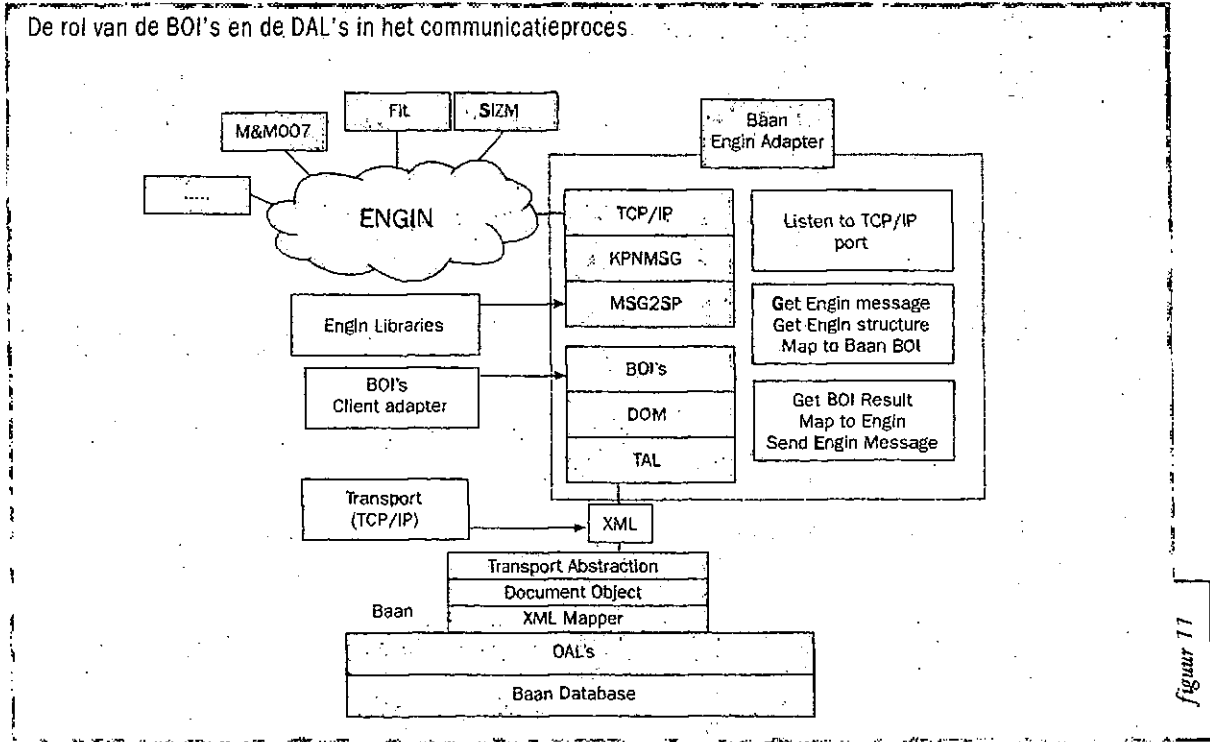 De rol van de BOI's en de DAL's in het communicatieproces
Fit
SIZM
M&M007
-----
ENGIN
Baan
Engin Adapter
TCP/IP
KPNMSG
MSG2SP
Listen to TCP/IP
port
Engin Libraries
Get Engin message
Get Engin structure
Map to Baan BOI
BOI's
Client adapter
BOI's
DOM
TAL
Get BOI Result
Map to Engin
Send Engin Message
Transport
(TCP/IP)
XML
Transport Abstraction
Document Object
XML Mapper
Baan
DAL's
Baan Database
figuur 11